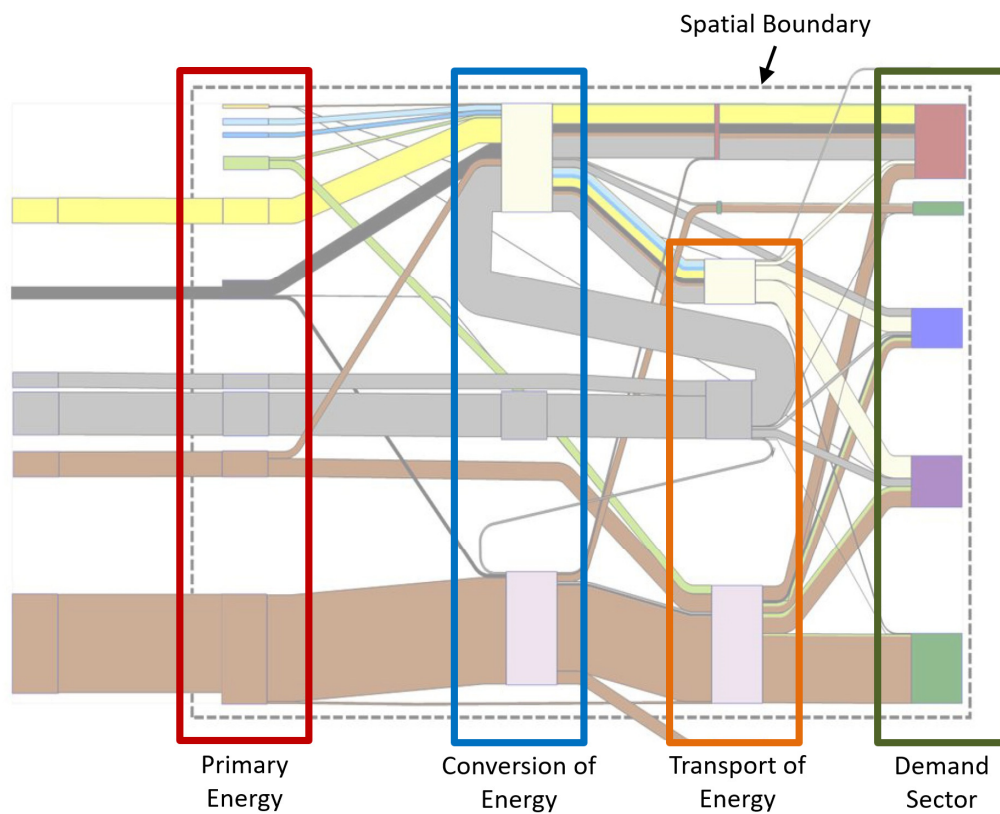 Spatial Boundary
Primary
Energy
Conversion of
Energy
Transport of
Energy
Demand
Sector